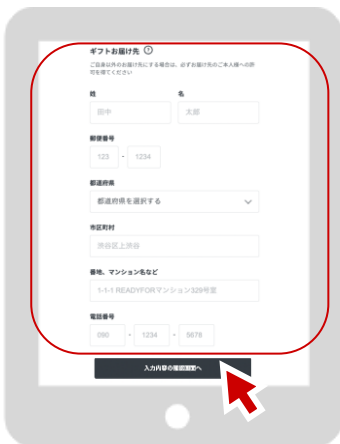 ギフトお届け先 ?
ご自身以外のお届け先にする場合は、必ずお届け先のご本人様への許
可を得てください
姓 名
田中 太郎
郵便番号
123 - 1234
都道府県
都道府県を選択する
市区町村
渋谷区上渋谷
番地、マンション名など
1-1-1 READYFORマンション329号室
電話番号
090 - 1234 - 5678
入力内容の確認画面へ